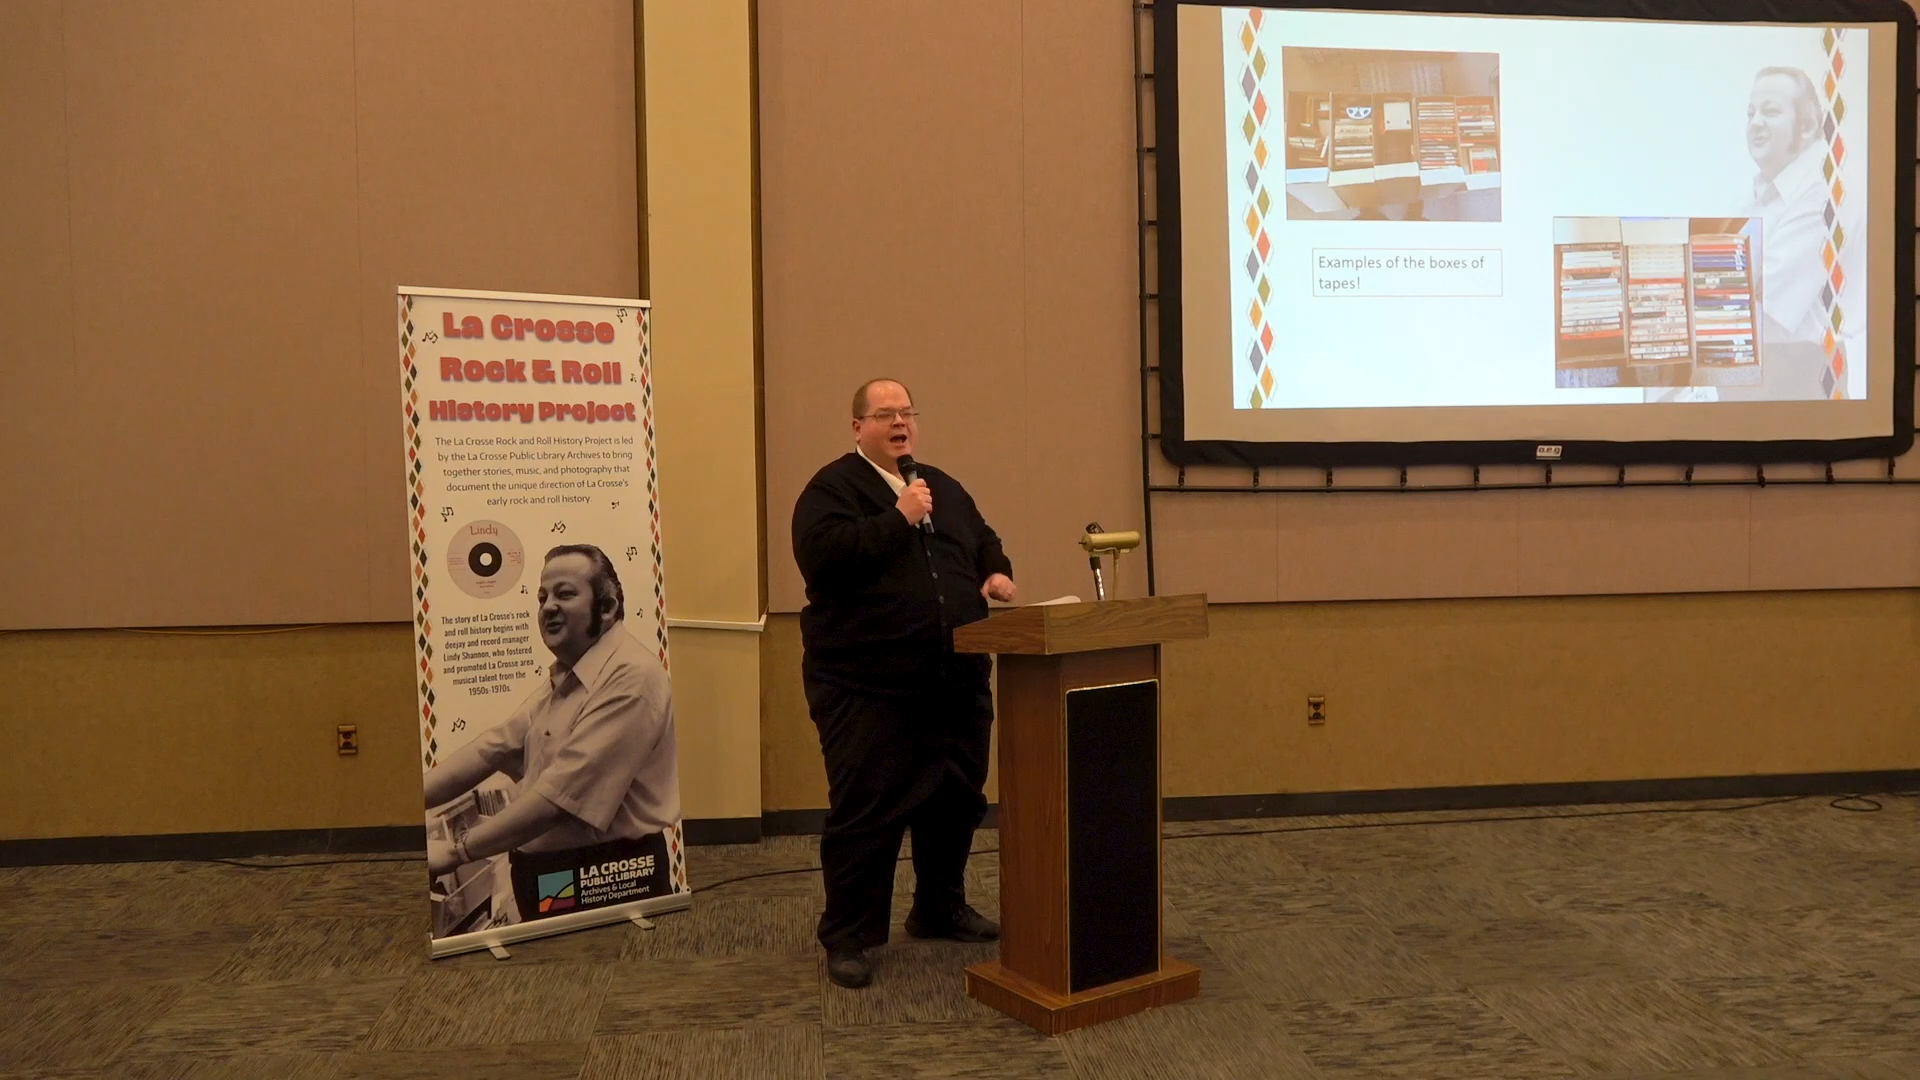 La Crosse
Rock & Roll
History Project
The La Crosse Rock and Roll History Project is led
by the La Crosse Public Library Archives to bring
together stories, music, and photography that
document the unique direction of La Crosse's
early rock and roll history.
Lindy
The story of La Crosse's rock
and roll history begins with
deejay and record manager
Lindy Shannon, who fostered
and promoted La Crosse area
musical talent from the
1950s-1970s.
LA CROSSE
PUBLIC LIBRARY
Archives & Local
History Department
Examples of the boxes of
tapes!
a.e.g